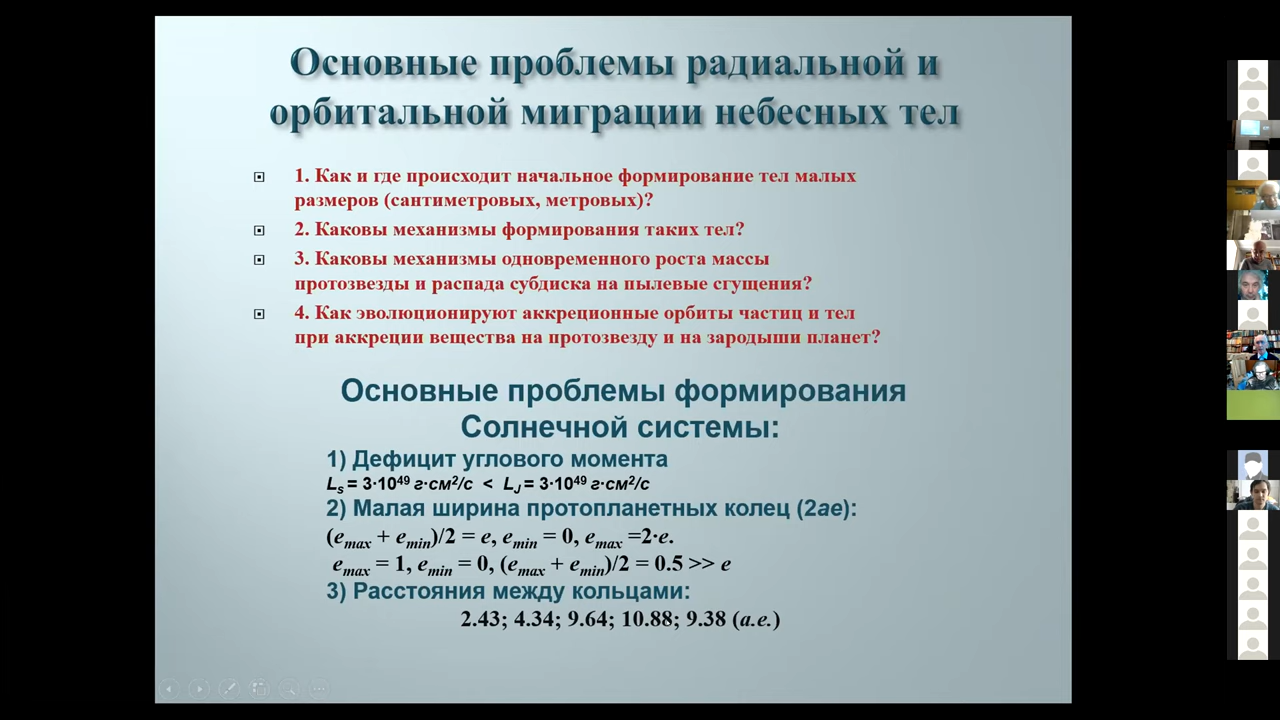 Основные проблемы радиальной и
орбитальной миграции небесных тел
1. Как и где происходит начальное формирование тел малых
размеров (сантиметровых, метровых)?
2. Каковы механизмы формирования таких тел?
3. Каковы механизмы одновременного роста массы
протозвезды и распада субдиска на пылевые сгущения?
4. Как эволюционируют аккреционные орбиты частиц и тел
при аккреции вещества на протозвезду и на зародыши планет?
Основные проблемы формирования
Солнечной системы:
1) Дефицит углового момента
Ls = 3·10⁴⁹ г·см²/с < LJ = 3·10⁴⁹ г·см²/с
2) Малая ширина протопланетных колец (2ae):
(emax + emin)/2 = e, emin = 0, emax =2·e.
emax = 1, emin = 0, (emax + emin)/2 = 0.5 >> e
3) Расстояния между кольцами:
2.43; 4.34; 9.64; 10.88; 9.38 (а.е.)